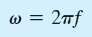 ω = 2πf